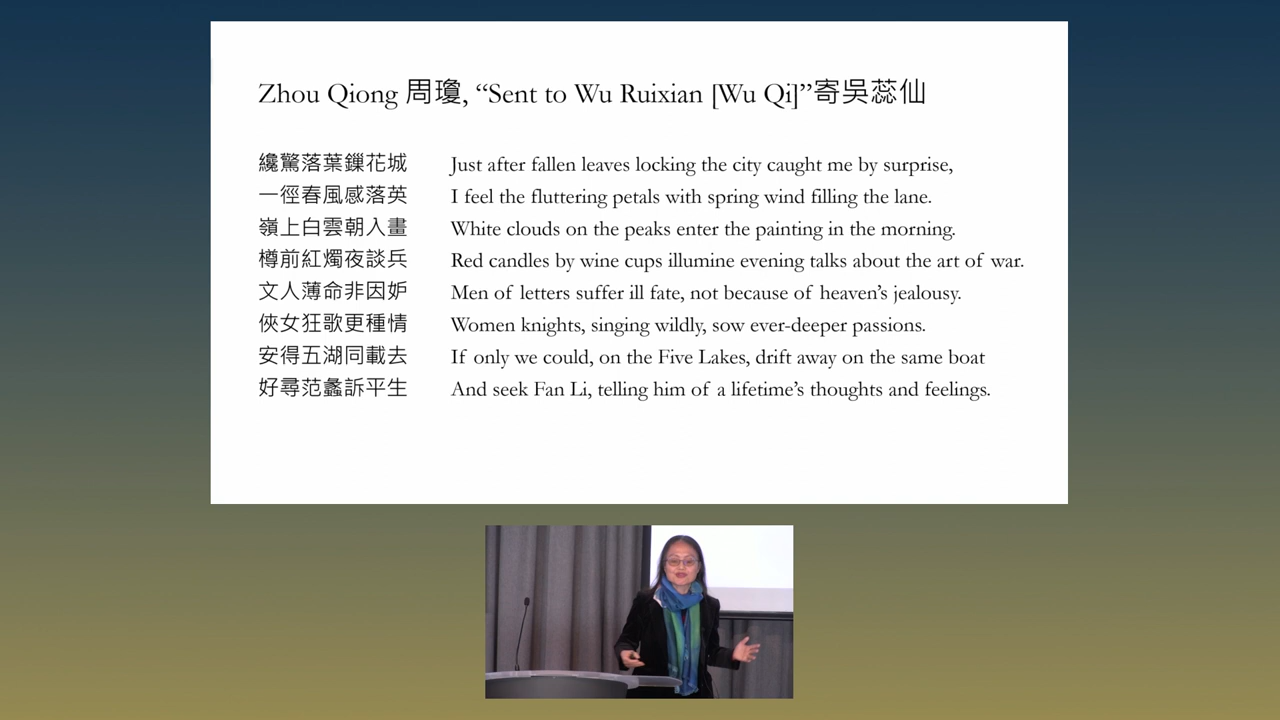 Zhou Qiong 周瓊, “Sent to Wu Ruixian [Wu Qi]”寄吳蕊仙
纔驚落葉鏁花城 Just after fallen leaves locking the city caught me by surprise,
一徑春風感落英 I feel the fluttering petals with spring wind filling the lane.
嶺上白雲朝入畫 White clouds on the peaks enter the painting in the morning.
樽前紅燭夜談兵 Red candles by wine cups illumine evening talks about the art of war.
文人薄命非因妒 Men of letters suffer ill fate, not because of heaven’s jealousy.
俠女狂歌更種情 Women knights, singing wildly, sow ever-deeper passions.
安得五湖同載去 If only we could, on the Five Lakes, drift away on the same boat
好尋范蠡訴平生 And seek Fan Li, telling him of a lifetime’s thoughts and feelings.